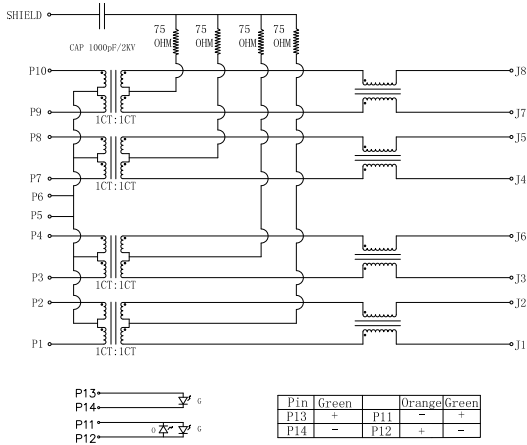 SHIELD
75 OHM
75 OHM
75 OHM
75 OHM
CAP 1000pF/2KV
P10
J8
P9
J7
1CT:1CT
P8
J5
P7
J4
1CT:1CT
P6
P5
P4
J6
P3
J3
1CT:1CT
P2
J2
P1
J1
1CT:1CT
P13
G
P14
P11
O G
P12
Pin Green Orange Green
P13 + P11 − +
P14 − P12 + −